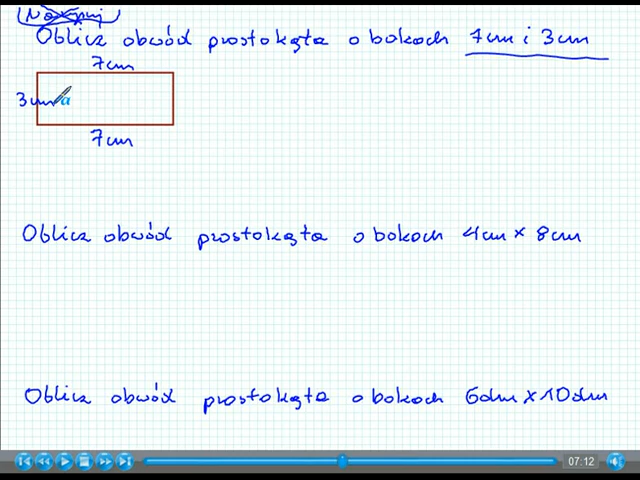 Oblicz obwód prostokąta o bokach 7cm i 3cm
7cm
3cm a
7cm
Oblicz obwód prostokąta o bokach 4cm x 8cm
Oblicz obwód prostokąta o bokach 6dm x 10dm
07:12